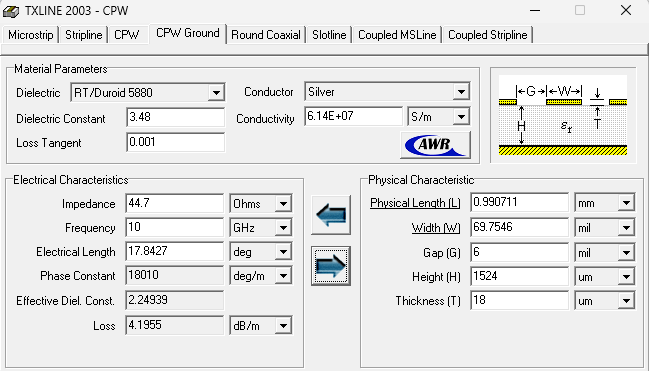 TXLINE 2003 - CPW
Microstrip Stripline CPW CPW Ground Round Coaxial Slotline Coupled MSLine Coupled Stripline
Material Parameters
Dielectric RT/Duroid 5880 Conductor Silver
Dielectric Constant 3.48 Conductivity 6.14E+07 S/m
Loss Tangent 0.001 AWR
G W
H εr T
Electrical Characteristics
Impedance 44.7 Ohms
Frequency 10 GHz
Electrical Length 17.8427 deg
Phase Constant 18010 deg/m
Effective Diel. Const. 2.24939
Loss 4.1955 dB/m
Physical Characteristic
Physical Length (L) 0.990711 mm
Width (W) 69.7546 mil
Gap (G) 6 mil
Height (H) 1524 um
Thickness (T) 18 um